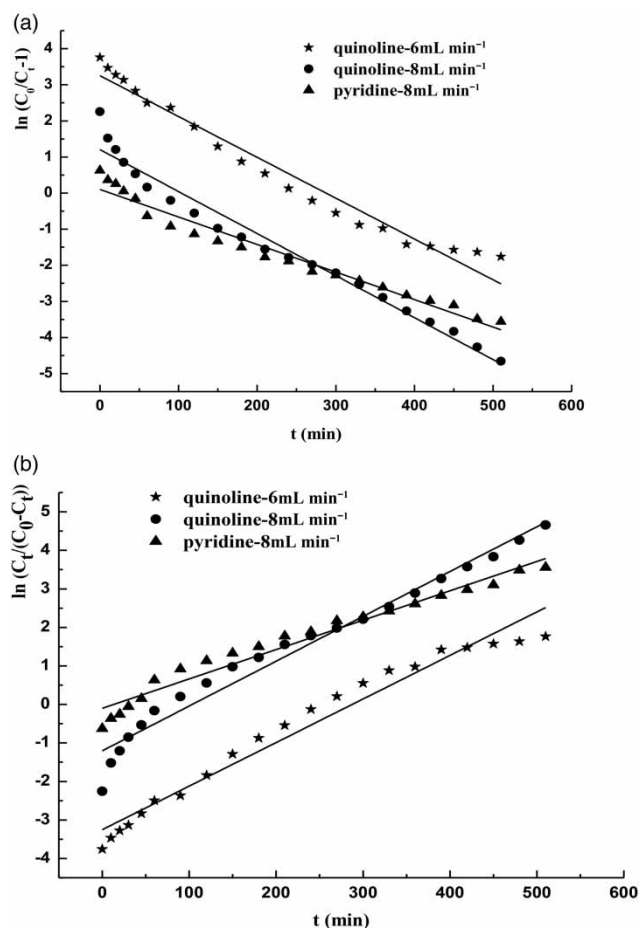 (a)
ln (C₀/Cₜ-1)
4
3
2
1
0
-1
-2
-3
-4
-5
★ quinoline-6mL min⁻¹
● quinoline-8mL min⁻¹
▲ pyridine-8mL min⁻¹
0 100 200 300 400 500 600
t (min)
(b)
ln (Cₜ/(C₀-Cₜ)
5
4
3
2
1
0
-1
-2
-3
-4
★ quinoline-6mL min⁻¹
● quinoline-8mL min⁻¹
▲ pyridine-8mL min⁻¹
0 100 200 300 400 500 600
t (min)